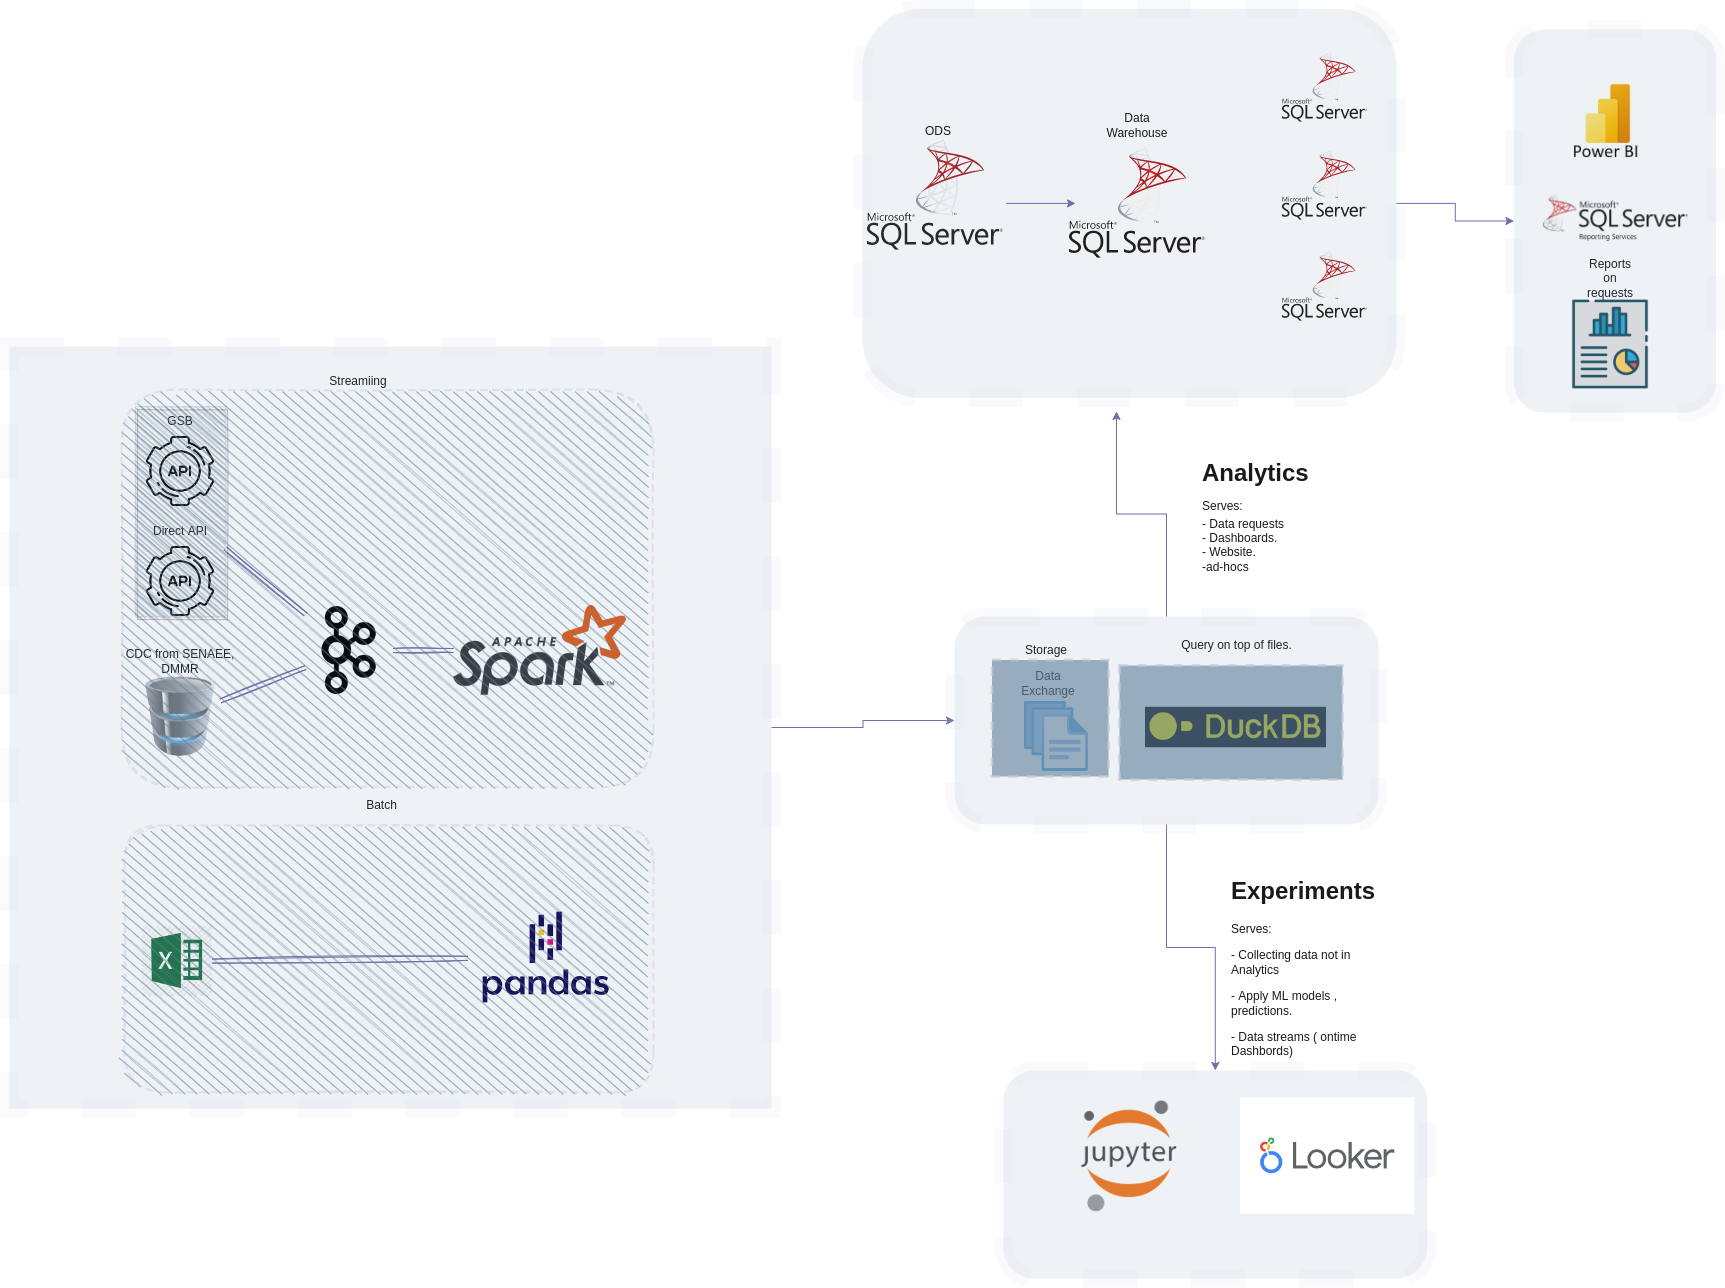 Streamiing
GSB
API
Direct API
API
CDC from SENAEE,
DMMR
APACHE
Spark™
Batch
X
pandas
ODS
Microsoft®
SQL Server®
Data
Warehouse
Microsoft®
SQL Server®
Microsoft®
SQL Server®
Microsoft®
SQL Server®
Microsoft®
SQL Server®
Power BI
Microsoft®
SQL Server®
Reporting Services
Reports
on
requests
Analytics
Serves:
- Data requests
- Dashboards.
- Website.
-ad-hocs
Storage
Data
Exchange
Query on top of files.
DuckDB
Experiments
Serves:
- Collecting data not in
Analytics
- Apply ML models ,
predictions.
- Data streams ( ontime
Dashbords)
jupyter
Looker